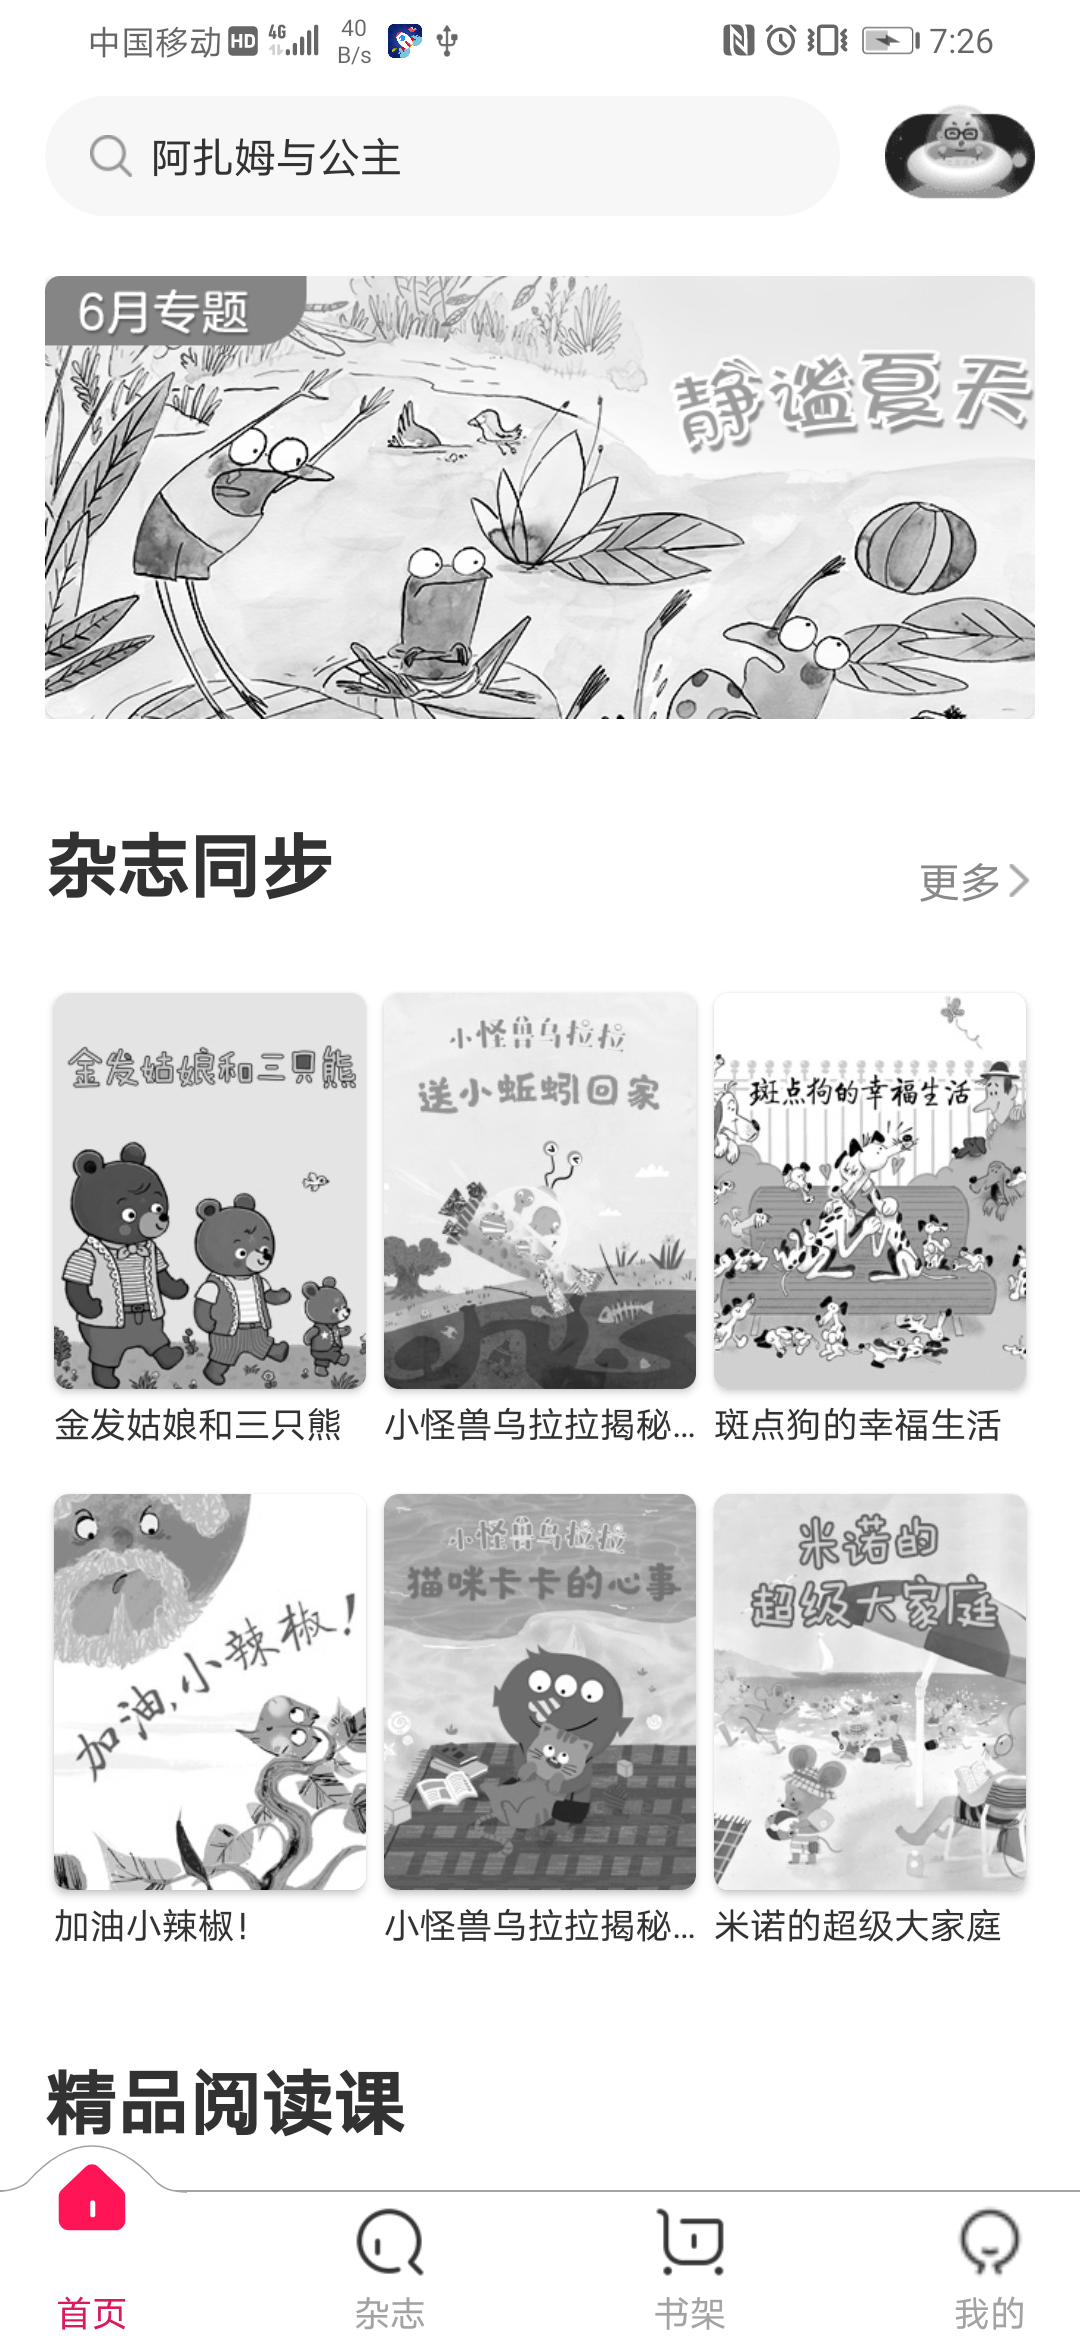 中国移动 HD 4G 40 B/s 7:26
阿扎姆与公主
6月专题
静谧夏天
杂志同步
更多
金发姑娘和三只熊
小怪兽乌拉拉
送小蚯蚓回家
斑点狗的幸福生活
金发姑娘和三只熊
小怪兽乌拉拉揭秘...
斑点狗的幸福生活
加油,小辣椒!
小怪兽乌拉拉
猫咪卡卡的心事
米诺的
超级大家庭
加油小辣椒!
小怪兽乌拉拉揭秘...
米诺的超级大家庭
精品阅读课
首页
杂志
书架
我的